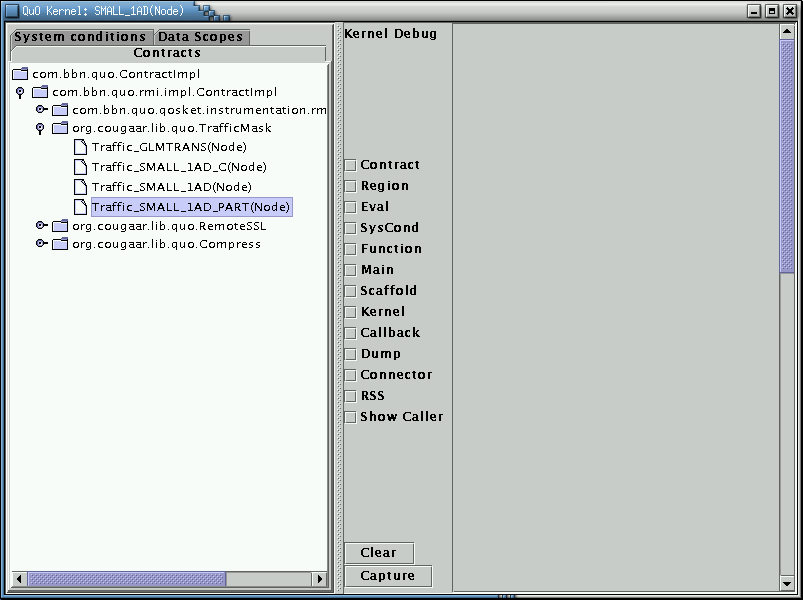 QuO Kernel: SMALL_1AD(Node)
System conditions Data Scopes
Contracts
com.bbn.quo.ContractImpl
com.bbn.quo.rmi.impl.ContractImpl
com.bbn.quo.qosket.instrumentation.rm
org.cougaar.lib.quo.TrafficMask
Traffic_GLMTRANS(Node)
Traffic_SMALL_1AD_C(Node)
Traffic_SMALL_1AD(Node)
Traffic_SMALL_1AD_PART(Node)
org.cougaar.lib.quo.RemoteSSL
org.cougaar.lib.quo.Compress
Kernel Debug
Contract
Region
Eval
SysCond
Function
Main
Scaffold
Kernel
Callback
Dump
Connector
RSS
Show Caller
Clear
Capture